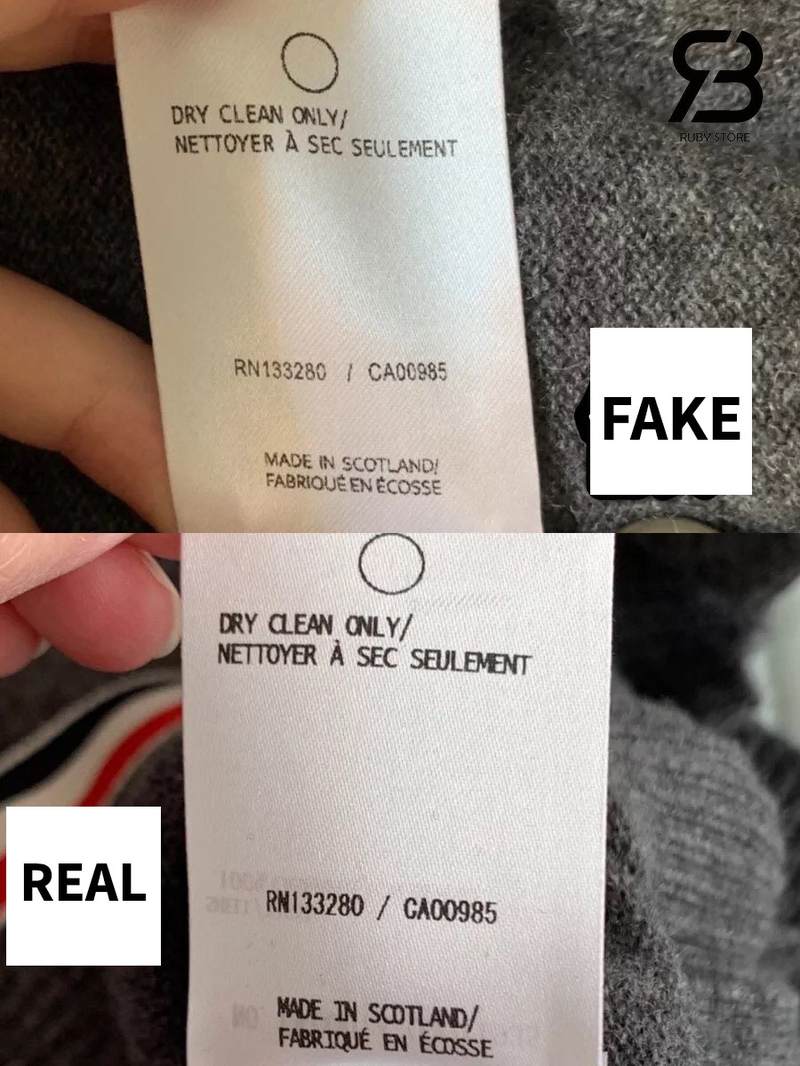 RUBY STORE
DRY CLEAN ONLY/
NETTOYER À SEC SEULEMENT
RN133280 / CA00985
FAKE
MADE IN SCOTLAND/
FABRIQUÉ EN ÉCOSSE
DRY CLEAN ONLY/
NETTOYER À SEC SEULEMENT
REAL
RN133280 / CA00985
MADE IN SCOTLAND/
FABRIQUÉ EN ÉCOSSE